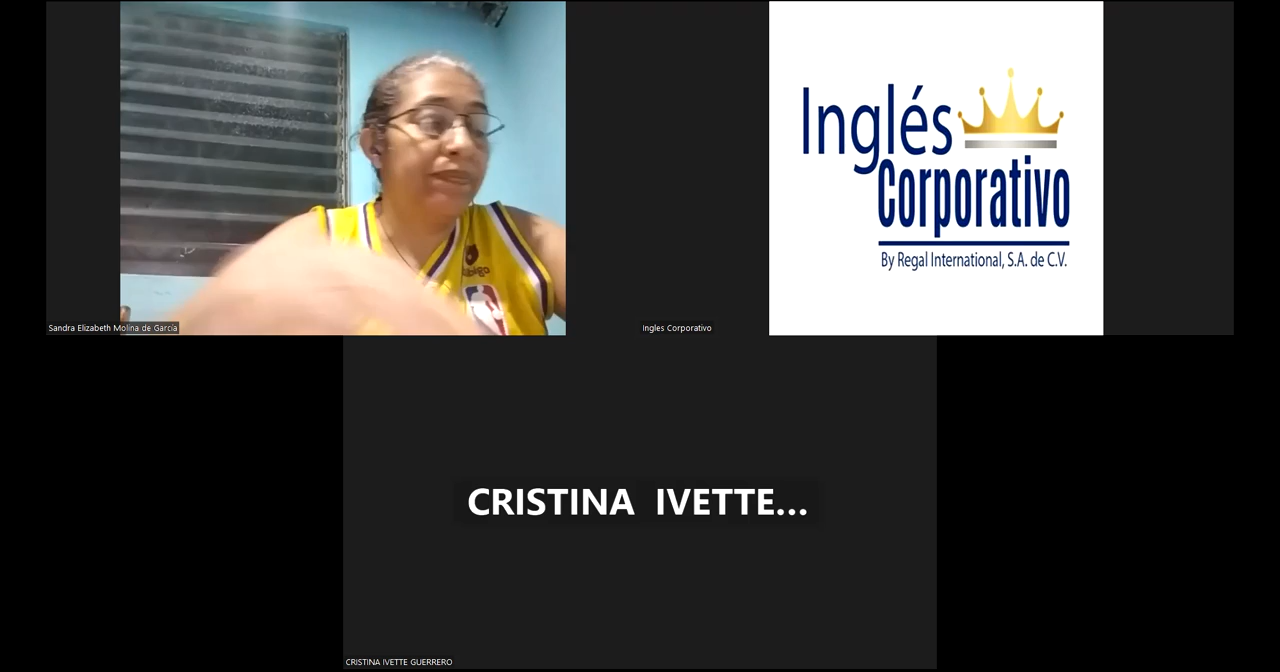 Inglés
Corporativo
By Regal International, S.A. de C.V.
Sandra Elizabeth Molina de García
Ingles Corporativo
CRISTINA IVETTE...
CRISTINA IVETTE GUERRERO